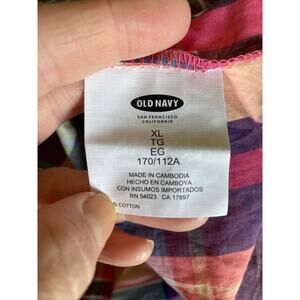 OLD NAVY
SAN FRANCISCO
CALIFORNIA
XL
TG
EG
170/112A
MADE IN CAMBODIA
HECHO EN CAMBOYA
CON INSUMOS IMPORTADOS
RN 54023 CA 17897
% COTTON